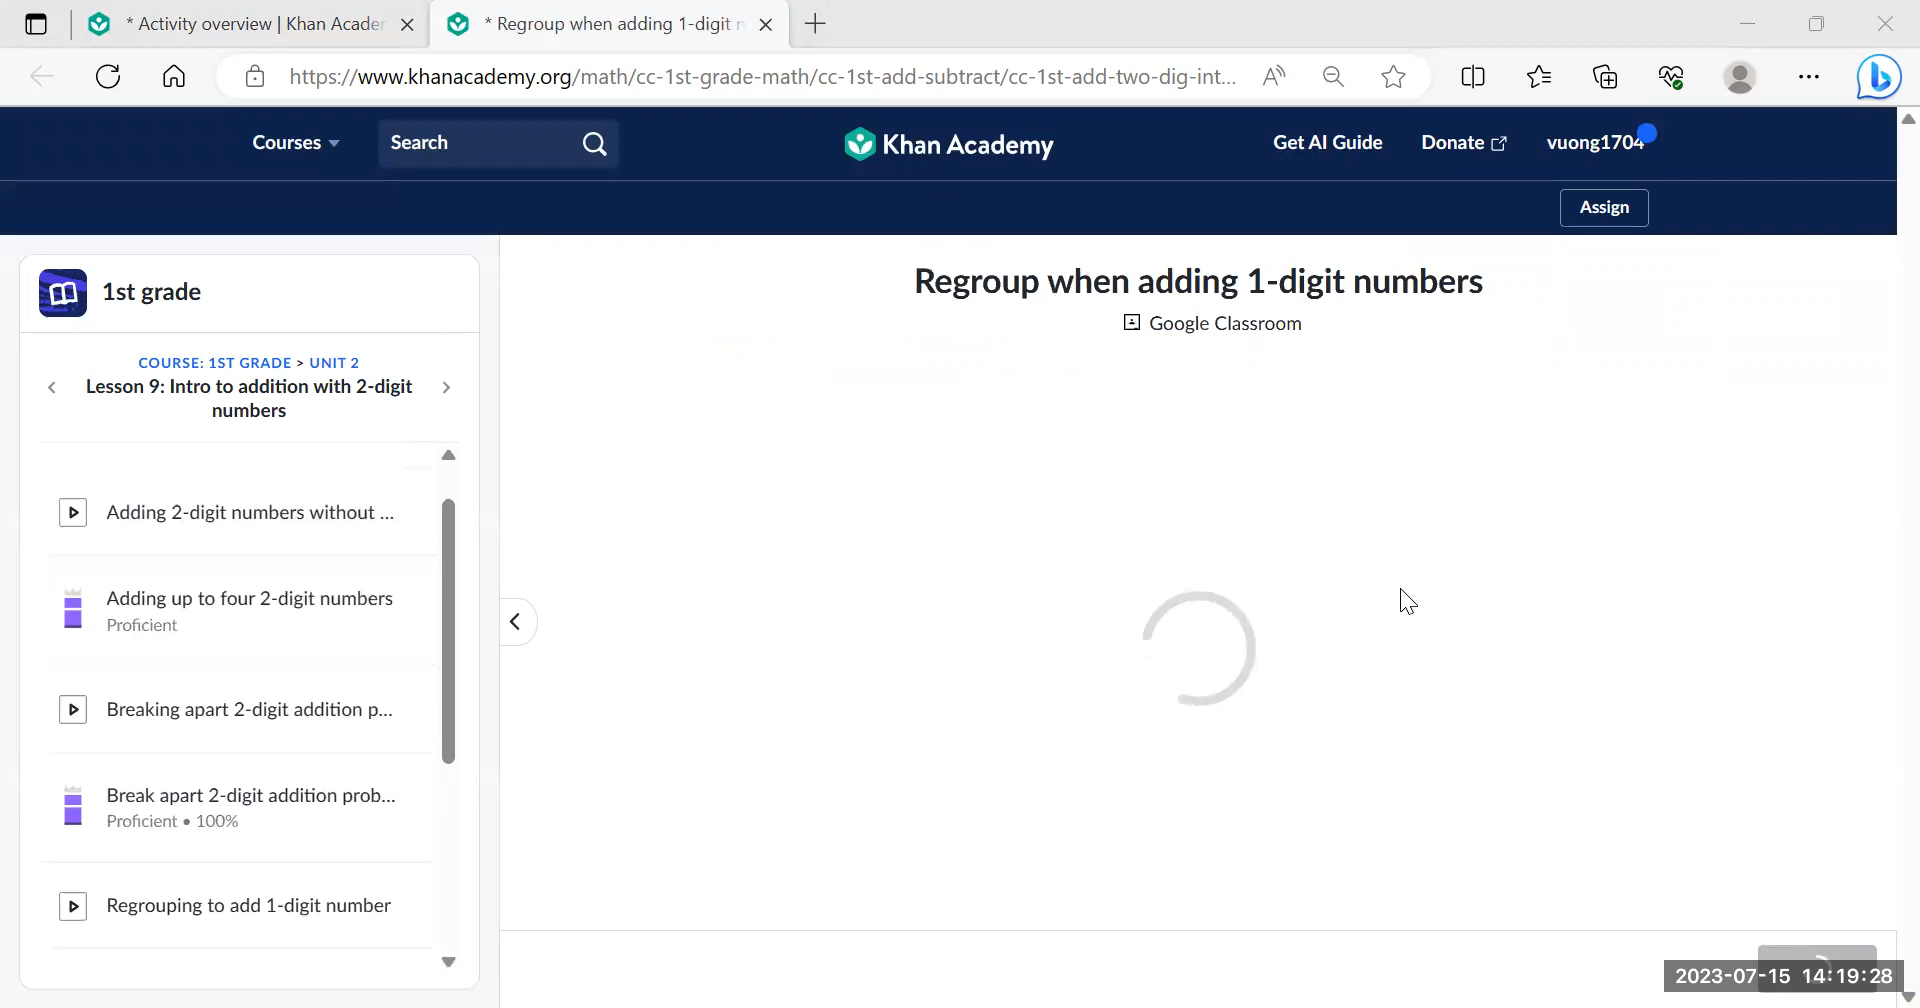 * Activity overview | Khan Acader
* Regroup when adding 1-digit n
https://www.khanacademy.org/math/cc-1st-grade-math/cc-1st-add-subtract/cc-1st-add-two-dig-int...
Courses
Search
Khan Academy
Get AI Guide
Donate
vuong1704
Assign
1st grade
COURSE: 1ST GRADE > UNIT 2
Lesson 9: Intro to addition with 2-digit
numbers
Adding 2-digit numbers without ...
Adding up to four 2-digit numbers
Proficient
Breaking apart 2-digit addition p...
Break apart 2-digit addition prob...
Proficient • 100%
Regrouping to add 1-digit number
Regroup when adding 1-digit numbers
Google Classroom
2023-07-15 14:19:28